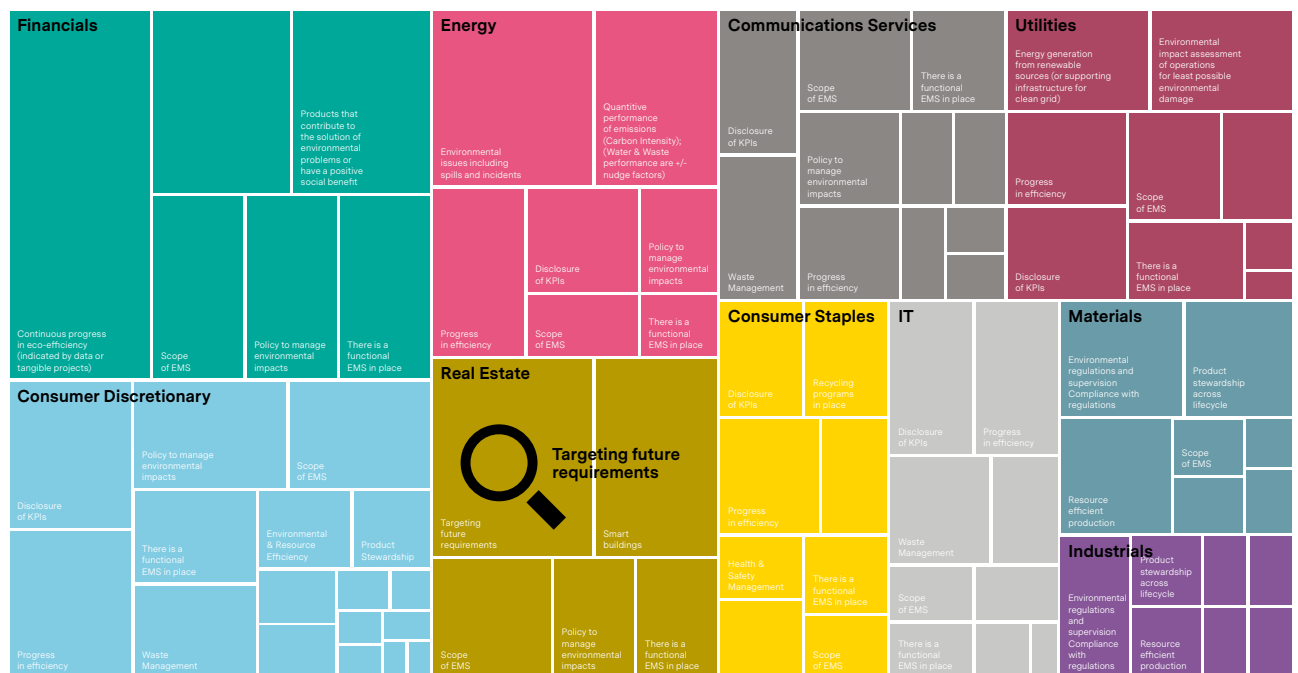 Financials
Products that
contribute to
the solution of
environmental
problems or
have a positive
social benefit
Continuous progress
in eco-efficiency
(indicated by data or
tangible projects)
Scope
of EMS
Policy to manage
environmental
impacts
There is a
functional
EMS in place
Consumer Discretionary
Disclosure
of KPIs
Policy to manage
environmental
impacts
Scope
of EMS
Progress
in efficiency
There is a
functional
EMS in place
Environmental
& Resource
Efficiency
Product
Stewardship
Waste
Management
Energy
Environmental
issues including
spills and incidents
Quantitive
performance
of emissions
(Carbon Intensity);
(Water & Waste
performance are +/-
nudge factors)
Progress
in efficiency
Disclosure
of KPIs
Policy to
manage
environmental
impacts
Scope
of EMS
There is a
functional
EMS in place
Real Estate
Targeting future
requirements
Targeting
future
requirements
Smart
buildings
Scope
of EMS
Policy to
manage
environmental
impacts
There is a
functional
EMS in place
Communications Services
Disclosure
of KPIs
Scope
of EMS
There is a
functional
EMS in place
Policy to
manage
environmental
impacts
Waste
Management
Progress
in efficiency
Utilities
Energy generation
from renewable
sources (or supporting
infrastructure for
clean grid)
Environmental
impact assessment
of operations
for least possible
environmental
damage
Progress
in efficiency
Scope
of EMS
Disclosure
of KPIs
There is a
functional
EMS in place
Consumer Staples
Disclosure
of KPIs
Recycling
programs
in place
Progress
in efficiency
Health &
Safety
Management
There is a
functional
EMS in place
Scope
of EMS
IT
Disclosure
of KPIs
Progress
in efficiency
Waste
Management
Scope
of EMS
There is a
functional
EMS in place
Materials
Environmental
regulations and
supervision
Compliance with
regulations
Product
stewardship
across
lifecycle
Resource
efficient
production
Scope
of EMS
Industrials
Environmental
regulations
and
supervision
Compliance
with
regulations
Product
stewardship
across
lifecycle
Resource
efficient
production